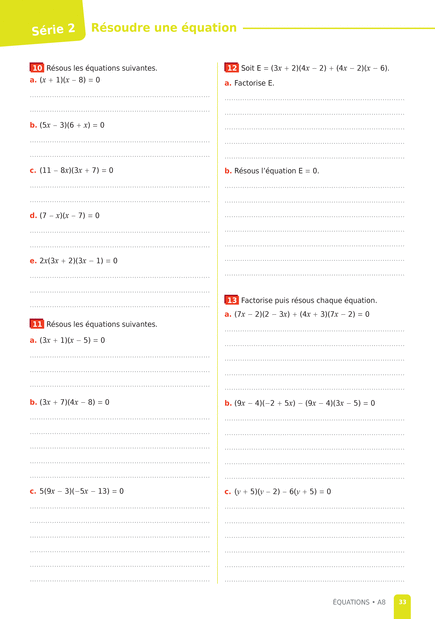 Série 2
Résoudre une équation
10 Résous les équations suivantes.
a. (x + 1)(x − 8) = 0
b. (5x − 3)(6 + x) = 0
c. (11 − 8x)(3x + 7) = 0
d. (7 − x)(x − 7) = 0
e. 2x(3x + 2)(3x − 1) = 0
11 Résous les équations suivantes.
a. (3x + 1)(x − 5) = 0
b. (3x + 7)(4x − 8) = 0
c. 5(9x − 3)(−5x − 13) = 0
12 Soit E = (3x + 2)(4x − 2) + (4x − 2)(x − 6).
a. Factorise E.
b. Résous l'équation E = 0.
13 Factorise puis résous chaque équation.
a. (7x − 2)(2 − 3x) + (4x + 3)(7x − 2) = 0
b. (9x − 4)(−2 + 5x) − (9x − 4)(3x − 5) = 0
c. (y + 5)(y − 2) − 6(y + 5) = 0
ÉQUATIONS • A8
33